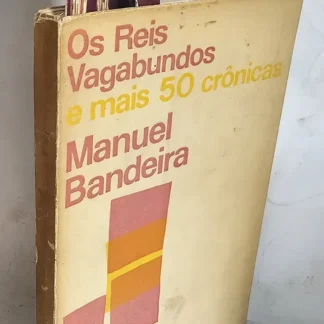 Os Reis
Vagabundos
e mais 50 crônicas
Manuel
Bandeira